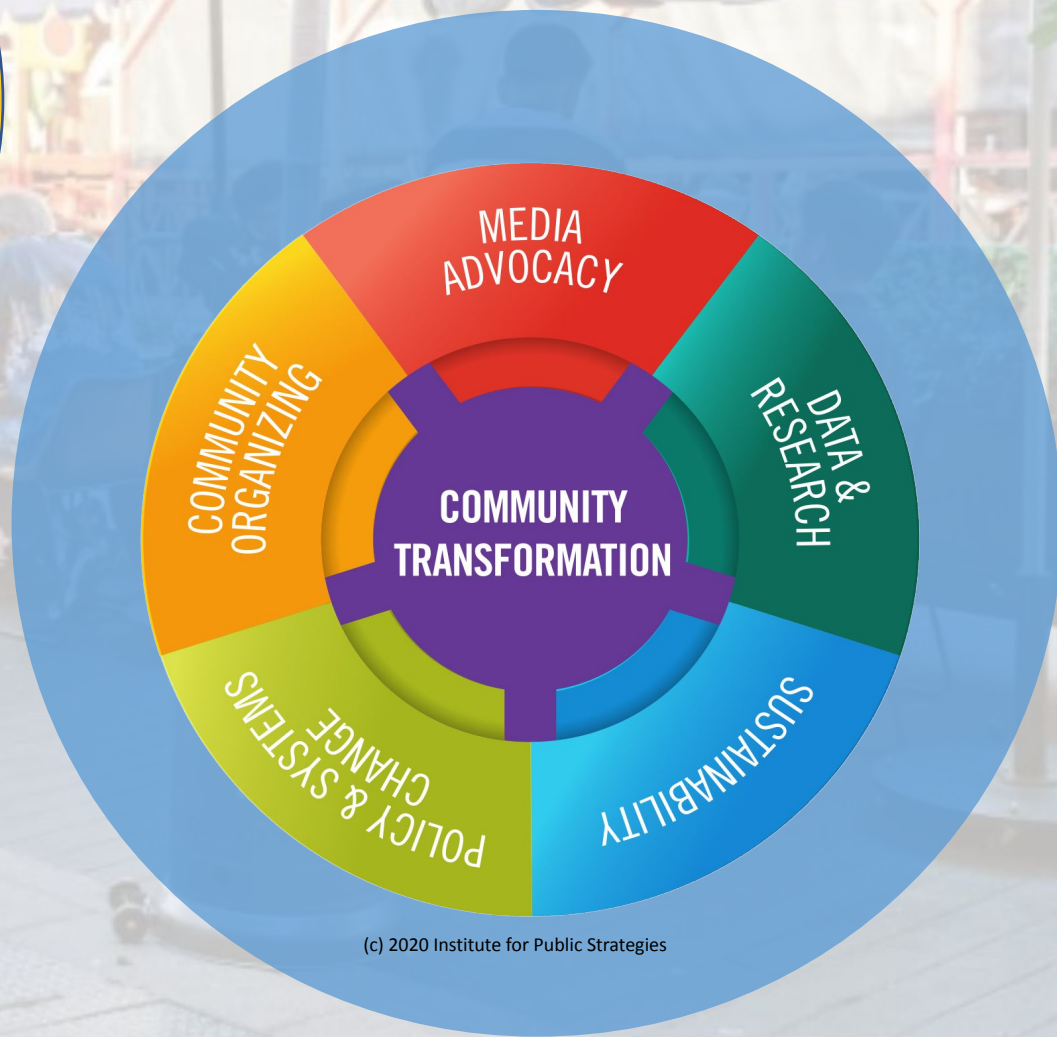 MEDIA
ADVOCACY
DATA &
RESEARCH
SUSTAINABILITY
POLICY & SYSTEMS
CHANGE
COMMUNITY
ORGANIZING
COMMUNITY
TRANSFORMATION
(c) 2020 Institute for Public Strategies